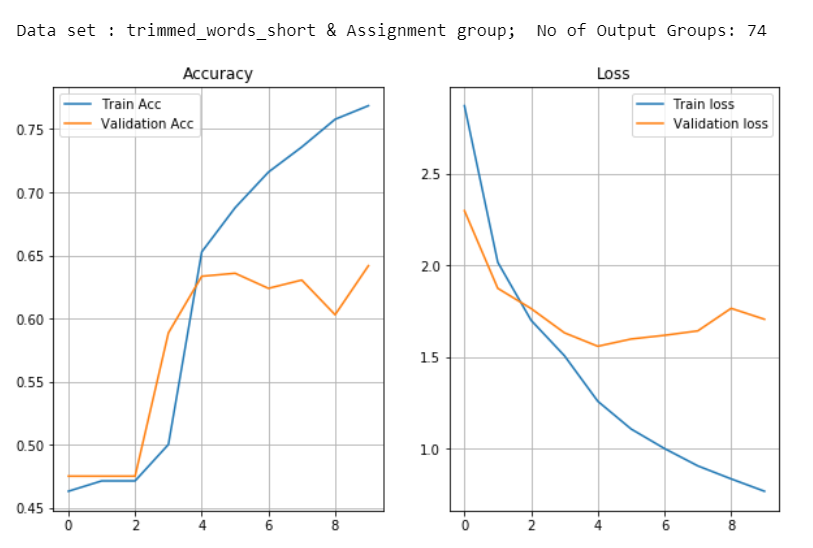 Data set : trimmed_words_short & Assignment group;  No of Output Groups: 74
Accuracy
Train Acc
Validation Acc
0.75
0.70
0.65
0.60
0.55
0.50
0.45
0 2 4 6 8
Loss
Train loss
Validation loss
2.5
2.0
1.5
1.0
0 2 4 6 8